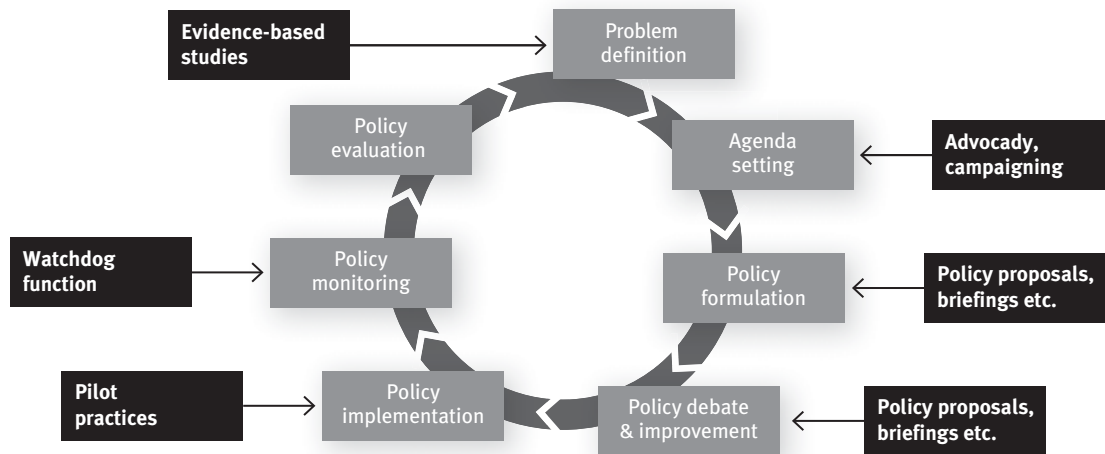 Evidence-based
studies
Problem
definition
Policy
evaluation
Agenda
setting
Advocady,
campaigning
Watchdog
function
Policy
monitoring
Policy
formulation
Policy proposals,
briefings etc.
Pilot
practices
Policy
implementation
Policy debate
& improvement
Policy proposals,
briefings etc.